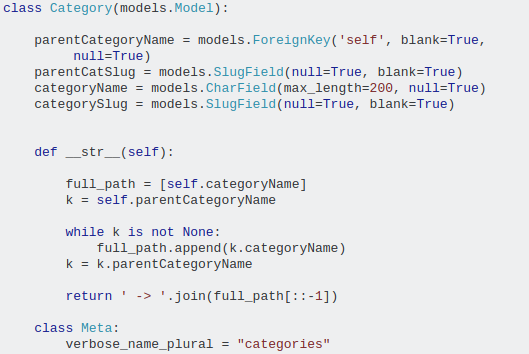 class Category(models.Model):
    parentCategoryName = models.ForeignKey('self', blank=True,
         null=True)
    parentCatSlug = models.SlugField(null=True, blank=True)
    categoryName = models.CharField(max_length=200, null=True)
    categorySlug = models.SlugField(null=True, blank=True)
    def __str__(self):
        full_path = [self.categoryName]
        k = self.parentCategoryName
        while k is not None:
            full_path.append(k.categoryName)
        k = k.parentCategoryName
        return ' -> '.join(full_path[::-1])
    class Meta:
        verbose_name_plural = "categories"